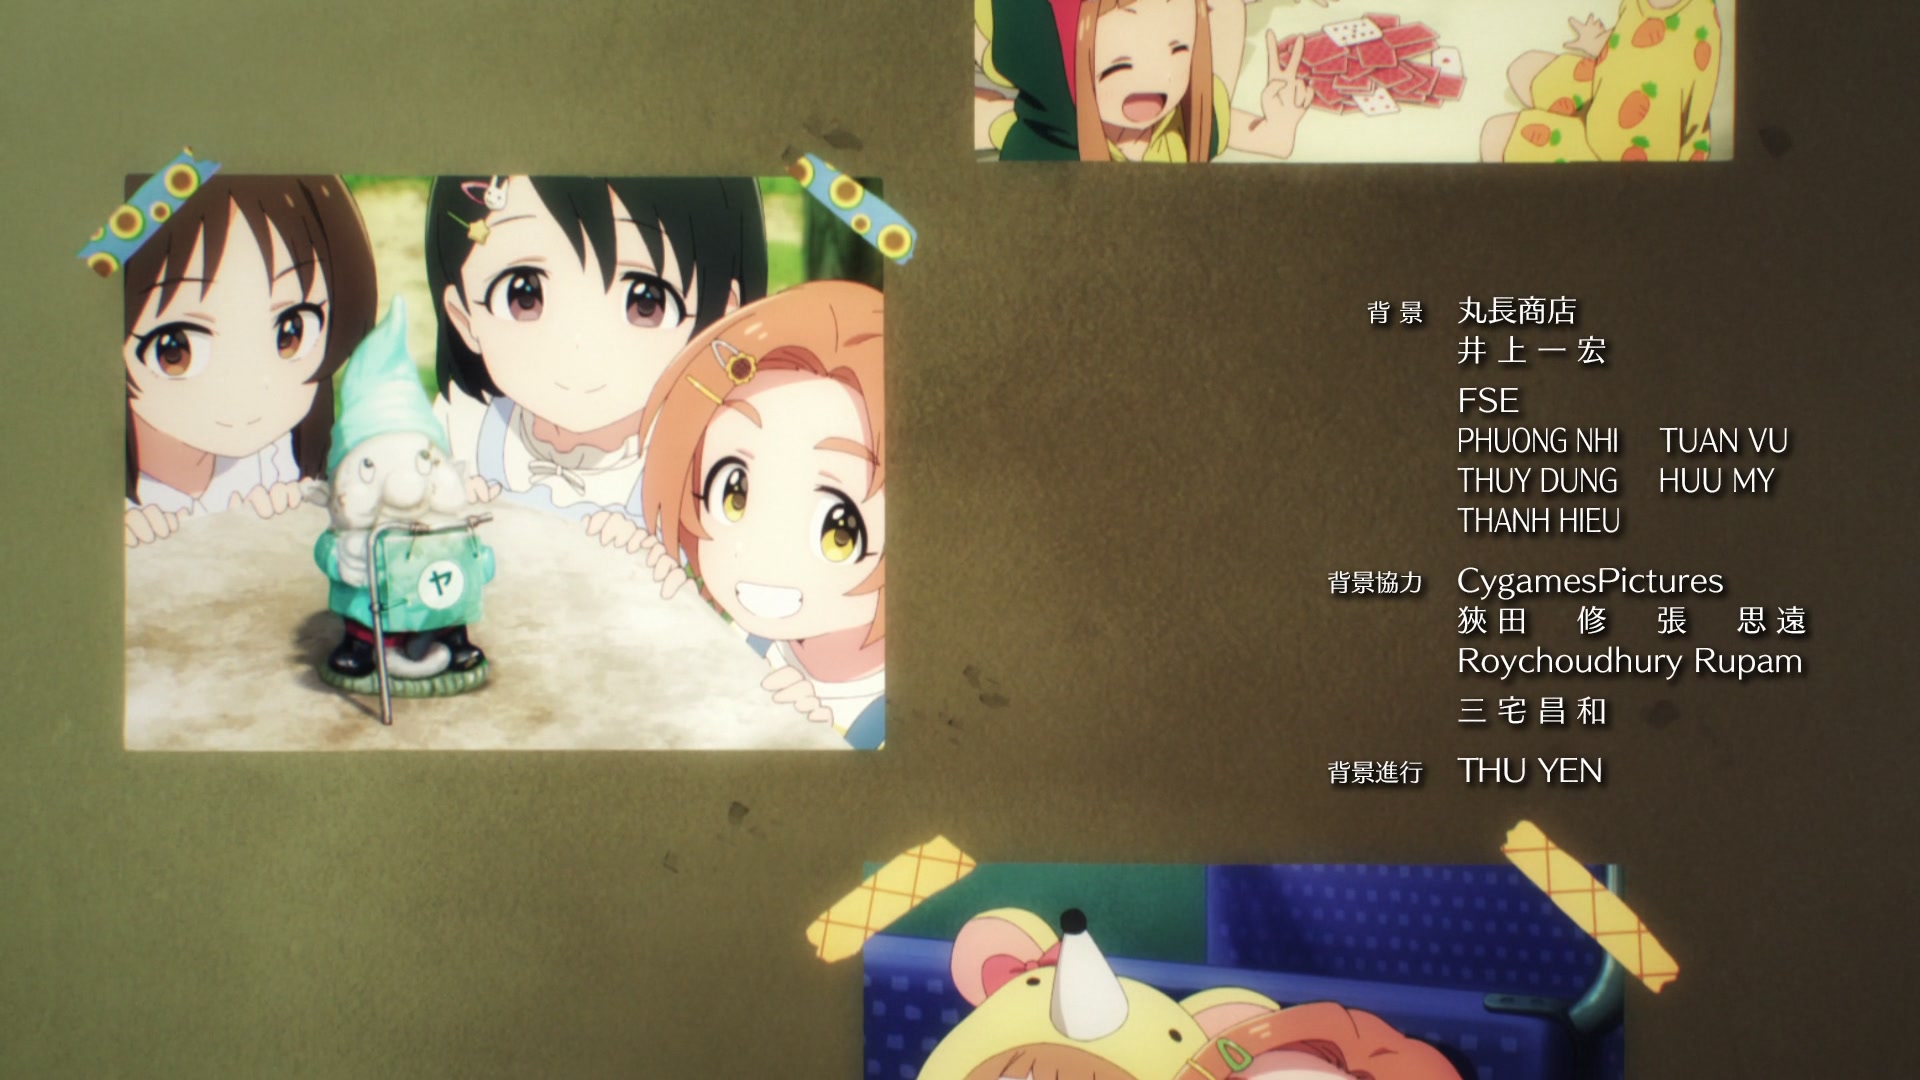 ヤ
背景 丸長商店
井上一宏
FSE
PHUONG NHI TUAN VU
THUY DUNG HUU MY
THANH HIEU
背景協力 CygamesPictures
狹田 修 張 思遠
Roychoudhury Rupam
三宅昌和
背景進行 THU YEN